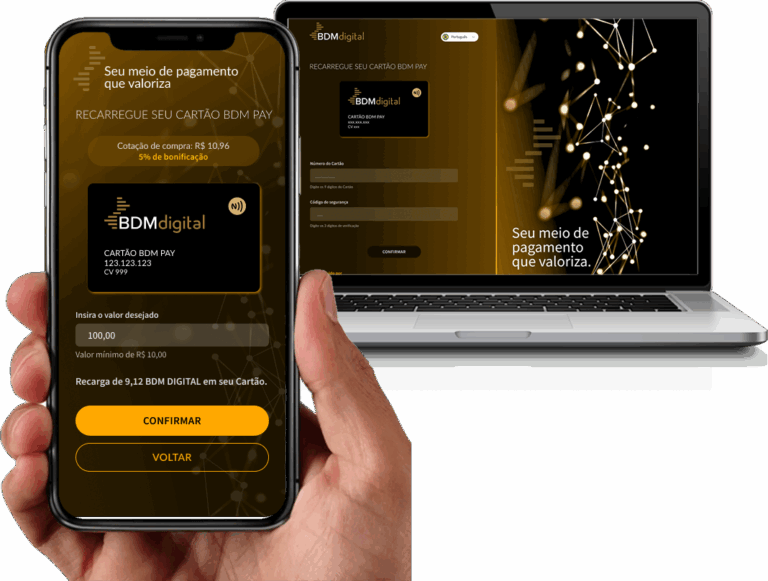 Seu meio de pagamento
que valoriza
RECARREGUE SEU CARTÃO BDM PAY
Cotação de compra: R$ 10,96
5% de bonificação
BDMdigital
N
CARTÃO BDM PAY
123.123.123
CV 999
Insira o valor desejado
100,00
Valor mínimo de R$ 10,00
Recarga de 9,12 BDM DIGITAL em seu Cartão.
CONFIRMAR
VOLTAR
BDMdigital
Português
RECARREGUE SEU CARTÃO BDM PAY
BDMdigital
CARTÃO BDM PAY
xxx.xxx.xxx
CV xxx
Número do Cartão
Digite os 9 dígitos do Cartão
Código de segurança
Digite os 3 dígitos de verificação
CONFIRMAR
Seu meio de
pagamento
que valoriza.